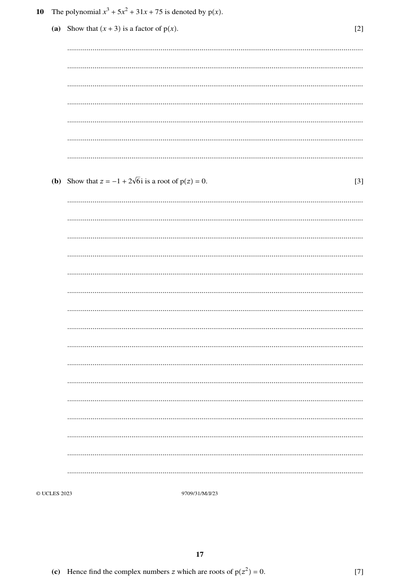 10 The polynomial x³ + 5x² + 31x + 75 is denoted by p(x).
(a) Show that (x + 3) is a factor of p(x). [2]
(b) Show that z = −1 + 2√6i is a root of p(z) = 0. [3]
© UCLES 2023 9709/31/M/J/23
17
(c) Hence find the complex numbers z which are roots of p(z²) = 0. [7]